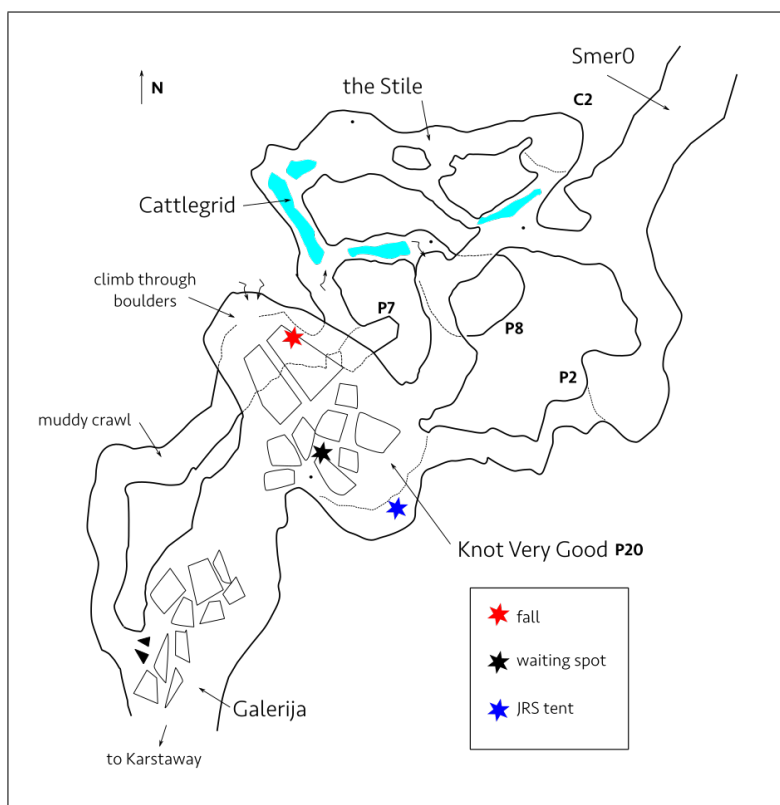 Smer0
the Stile
C2
N
Cattlegrid
climb through
boulders
P7
P8
P2
muddy crawl
Knot Very Good P20
fall
waiting spot
JRS tent
Galerija
to Karstaway